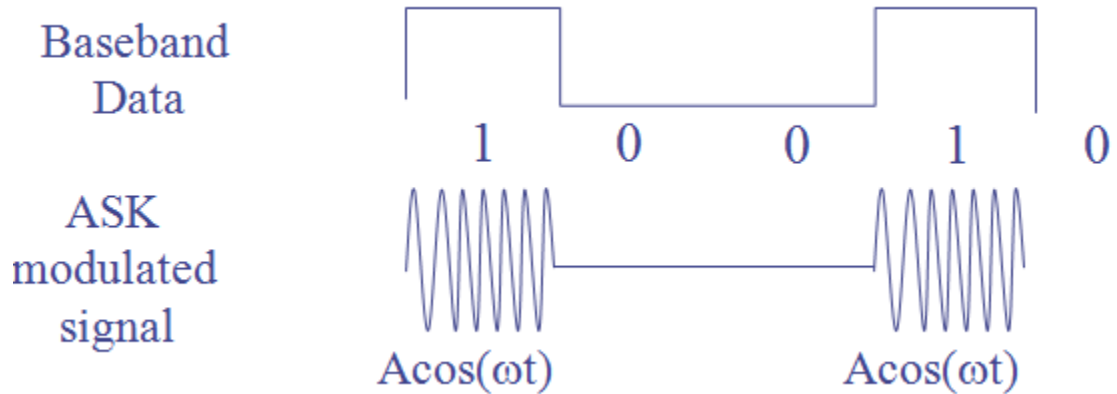 Baseband
Data
1 0 0 1 0
ASK
modulated
signal
Acos(ωt) Acos(ωt)